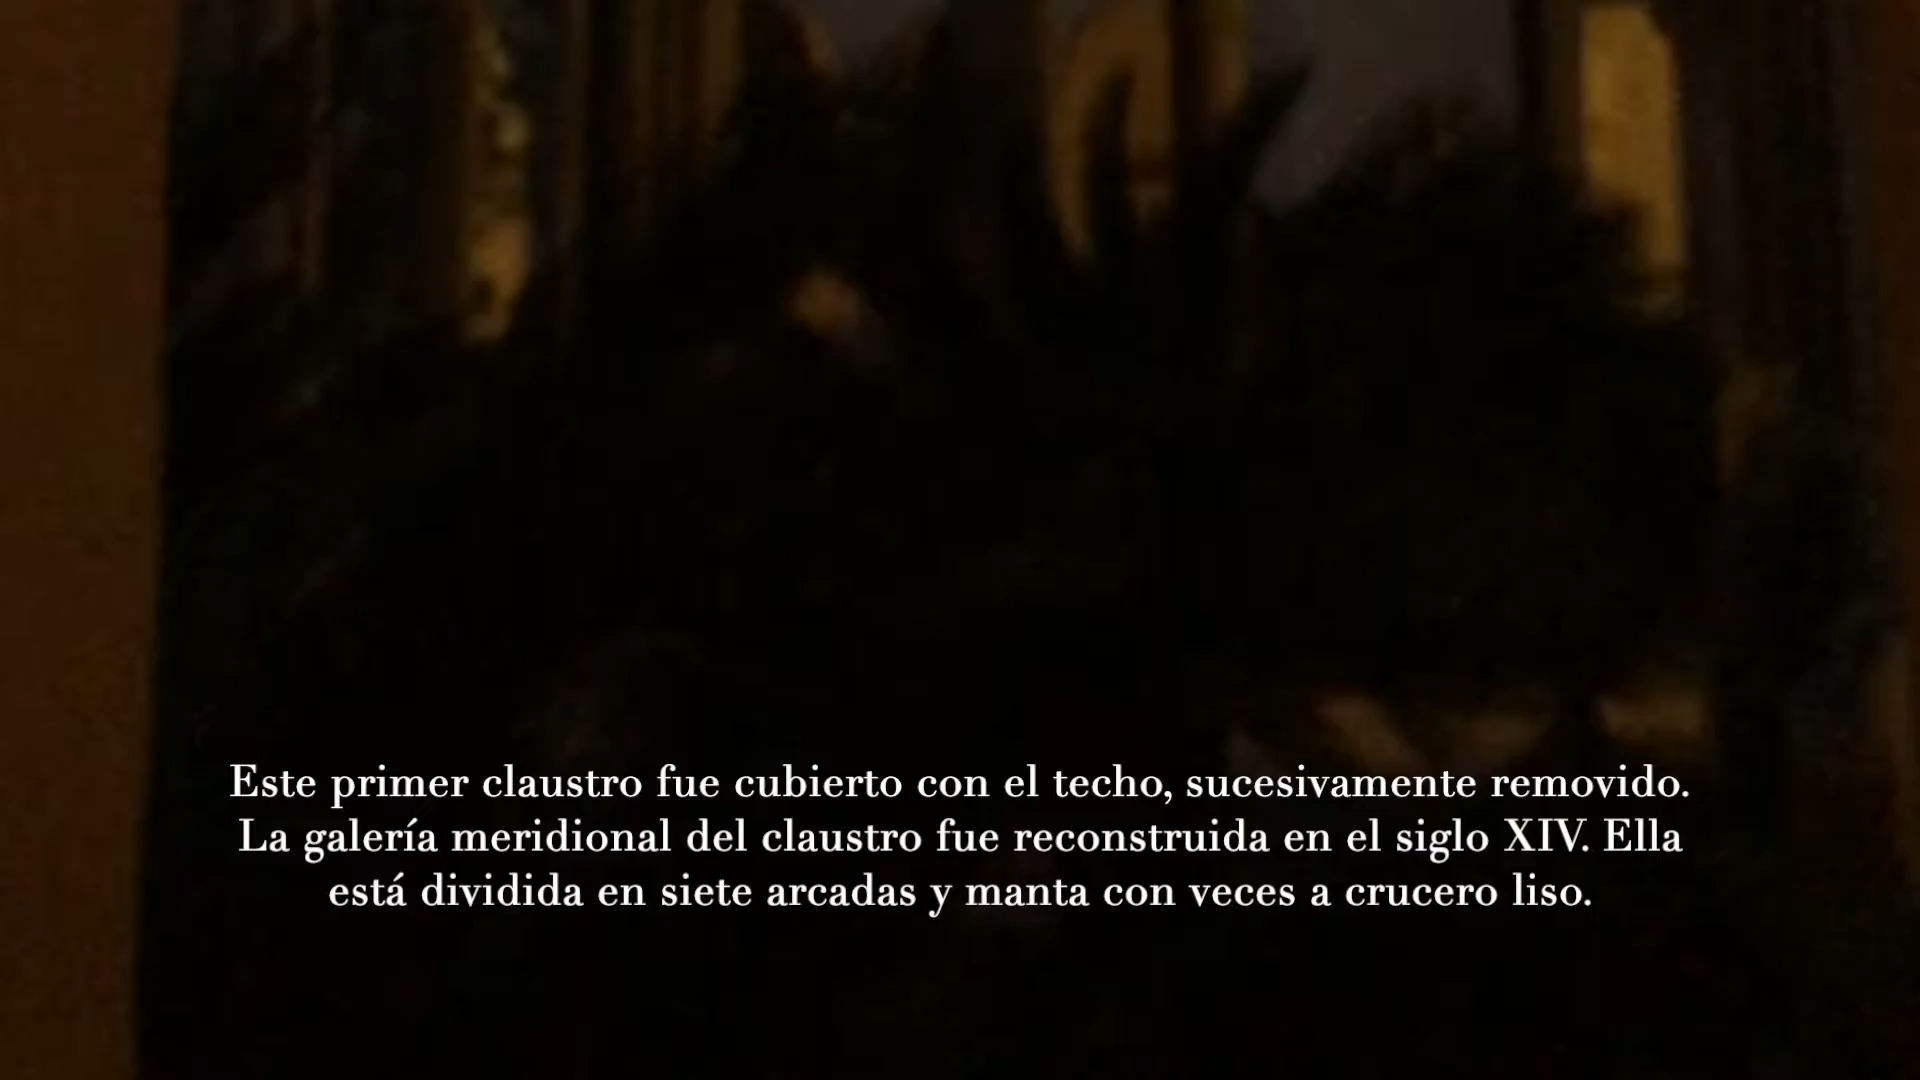 Este primer claustro fue cubierto con el techo, sucesivamente removido.
La galería meridional del claustro fue reconstruida en el siglo XIV. Ella
está dividida en siete arcadas y manta con veces a crucero liso.